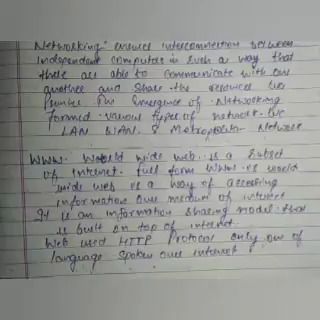 Networking ensures interconnection between
independent computers in such a way that
there are able to communicate with one
another and share the resources
The Emergence of Networking
formed various types of network
LAN WAN & Metropolitan Network
WWW. World wide web. is a subset
of internet. full form WWW is world
wide web is a way of accessing
information over medium of internet
It is an information sharing model that
is built on top of internet
Web used HTTP Protocol only one of
language spoken over internet